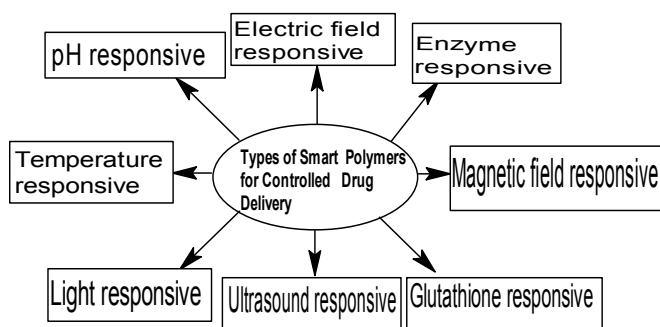 Electric field
responsive
Enzyme
responsive
pH responsive
Types of Smart Polymers
for Controlled Drug
Delivery
Temperature
responsive
Magnetic field responsive
Light responsive
Ultrasound responsive
Glutathione responsive